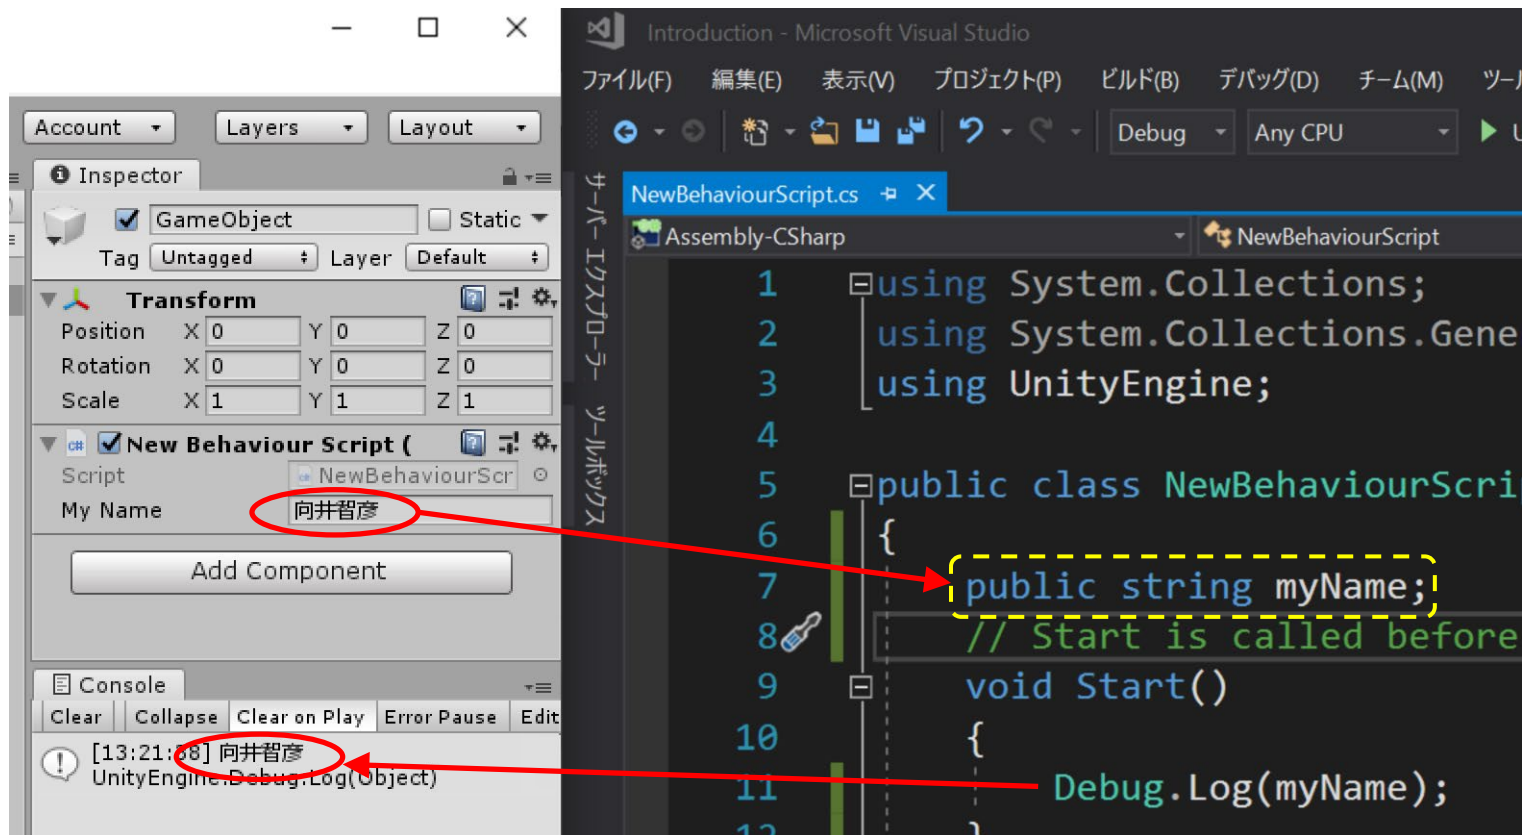 Account
Layers
Layout
Inspector
GameObject
Static
Tag Untagged Layer Default
Transform
Position X 0 Y 0 Z 0
Rotation X 0 Y 0 Z 0
Scale X 1 Y 1 Z 1
New Behaviour Script (
Script NewBehaviourScr
My Name 向井智彦
Add Component
Console
Clear Collapse Clear on Play Error Pause Edit
[13:21:38] 向井智彦
UnityEngine.Debug:Log(Object)
Introduction - Microsoft Visual Studio
ファイル(F) 編集(E) 表示(V) プロジェクト(P) ビルド(B) デバッグ(D) チーム(M) ツール
Debug Any CPU U
サーバー エクスプローラー
ツールボックス
NewBehaviourScript.cs
Assembly-CSharp NewBehaviourScript
1 using System.Collections;
2 using System.Collections.Gene
3 using UnityEngine;
4
5 public class NewBehaviourScri
6 {
7 public string myName;
8 // Start is called before
9 void Start()
10 {
11 Debug.Log(myName);
12 }